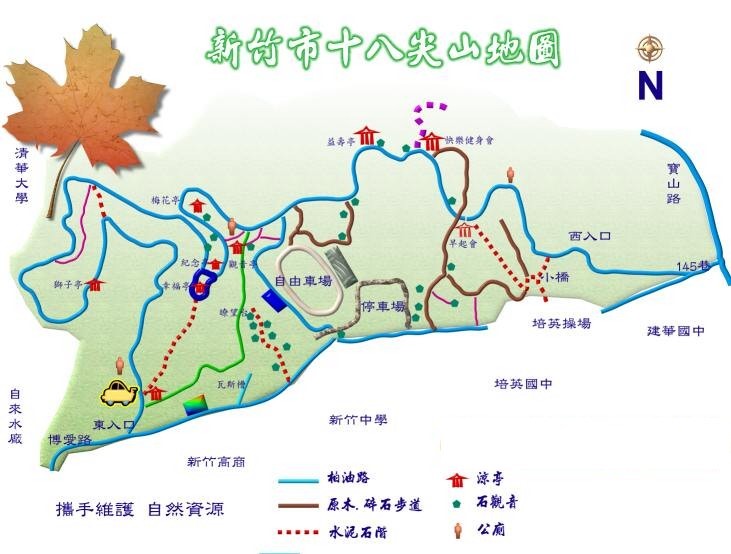 新竹市十八尖山地圖
N
清華大學
益壽亭
快樂健身會
寶山路
梅花亭
早起會
西入口
紀念亭
觀音亭
獅子亭
幸福亭
自由車場
小橋
145巷
停車場
瞭望台
培英操場
建華國中
瓦斯槽
培英國中
自來水廠
東入口
新竹中學
博愛路
新竹高商
柏油路
涼亭
攜手維護 自然資源
原木.碎石步道
石觀音
水泥石階
公廁